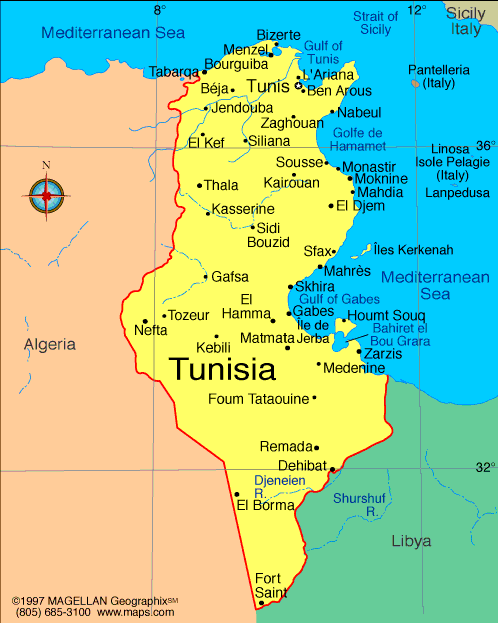 8°
12°
Sicily
Italy
Mediterranean Sea
Strait of
Sicily
Bizerte
Menzel
Bourguiba
Gulf of
Tunis
Tabarqa
L'Ariana
Pantelleria
(Italy)
Béja
Tunis
Ben Arous
Jendouba
Nabeul
Zaghouan
Golfe de
Hamamet
El Kef
Siliana
36°
Linosa
Isole Pelagie
(Italy)
Lanpedusa
Sousse
Monastir
N
Thala
Kairouan
Moknine
Mahdia
Kasserine
El Djem
Sidi
Bouzid
Sfax
Îles Kerkenah
Mahrès
Gafsa
Skhira
Mediterranean
Sea
Gulf of Gabes
El
Hamma
Gabes
Houmt Souq
Tozeur
Nefta
Île de
Jerba
Bahiret el
Bou Grara
Algeria
Kebili
Matmata
Zarzis
Tunisia
Medenine
Foum Tataouine
Remada
Dehibat
32°
Djeneien
R.
El Borma
Shurshuf
R.
Libya
Fort
Saint
©1997 MAGELLAN Geographix℠
(805) 685-3100 www.maps.com